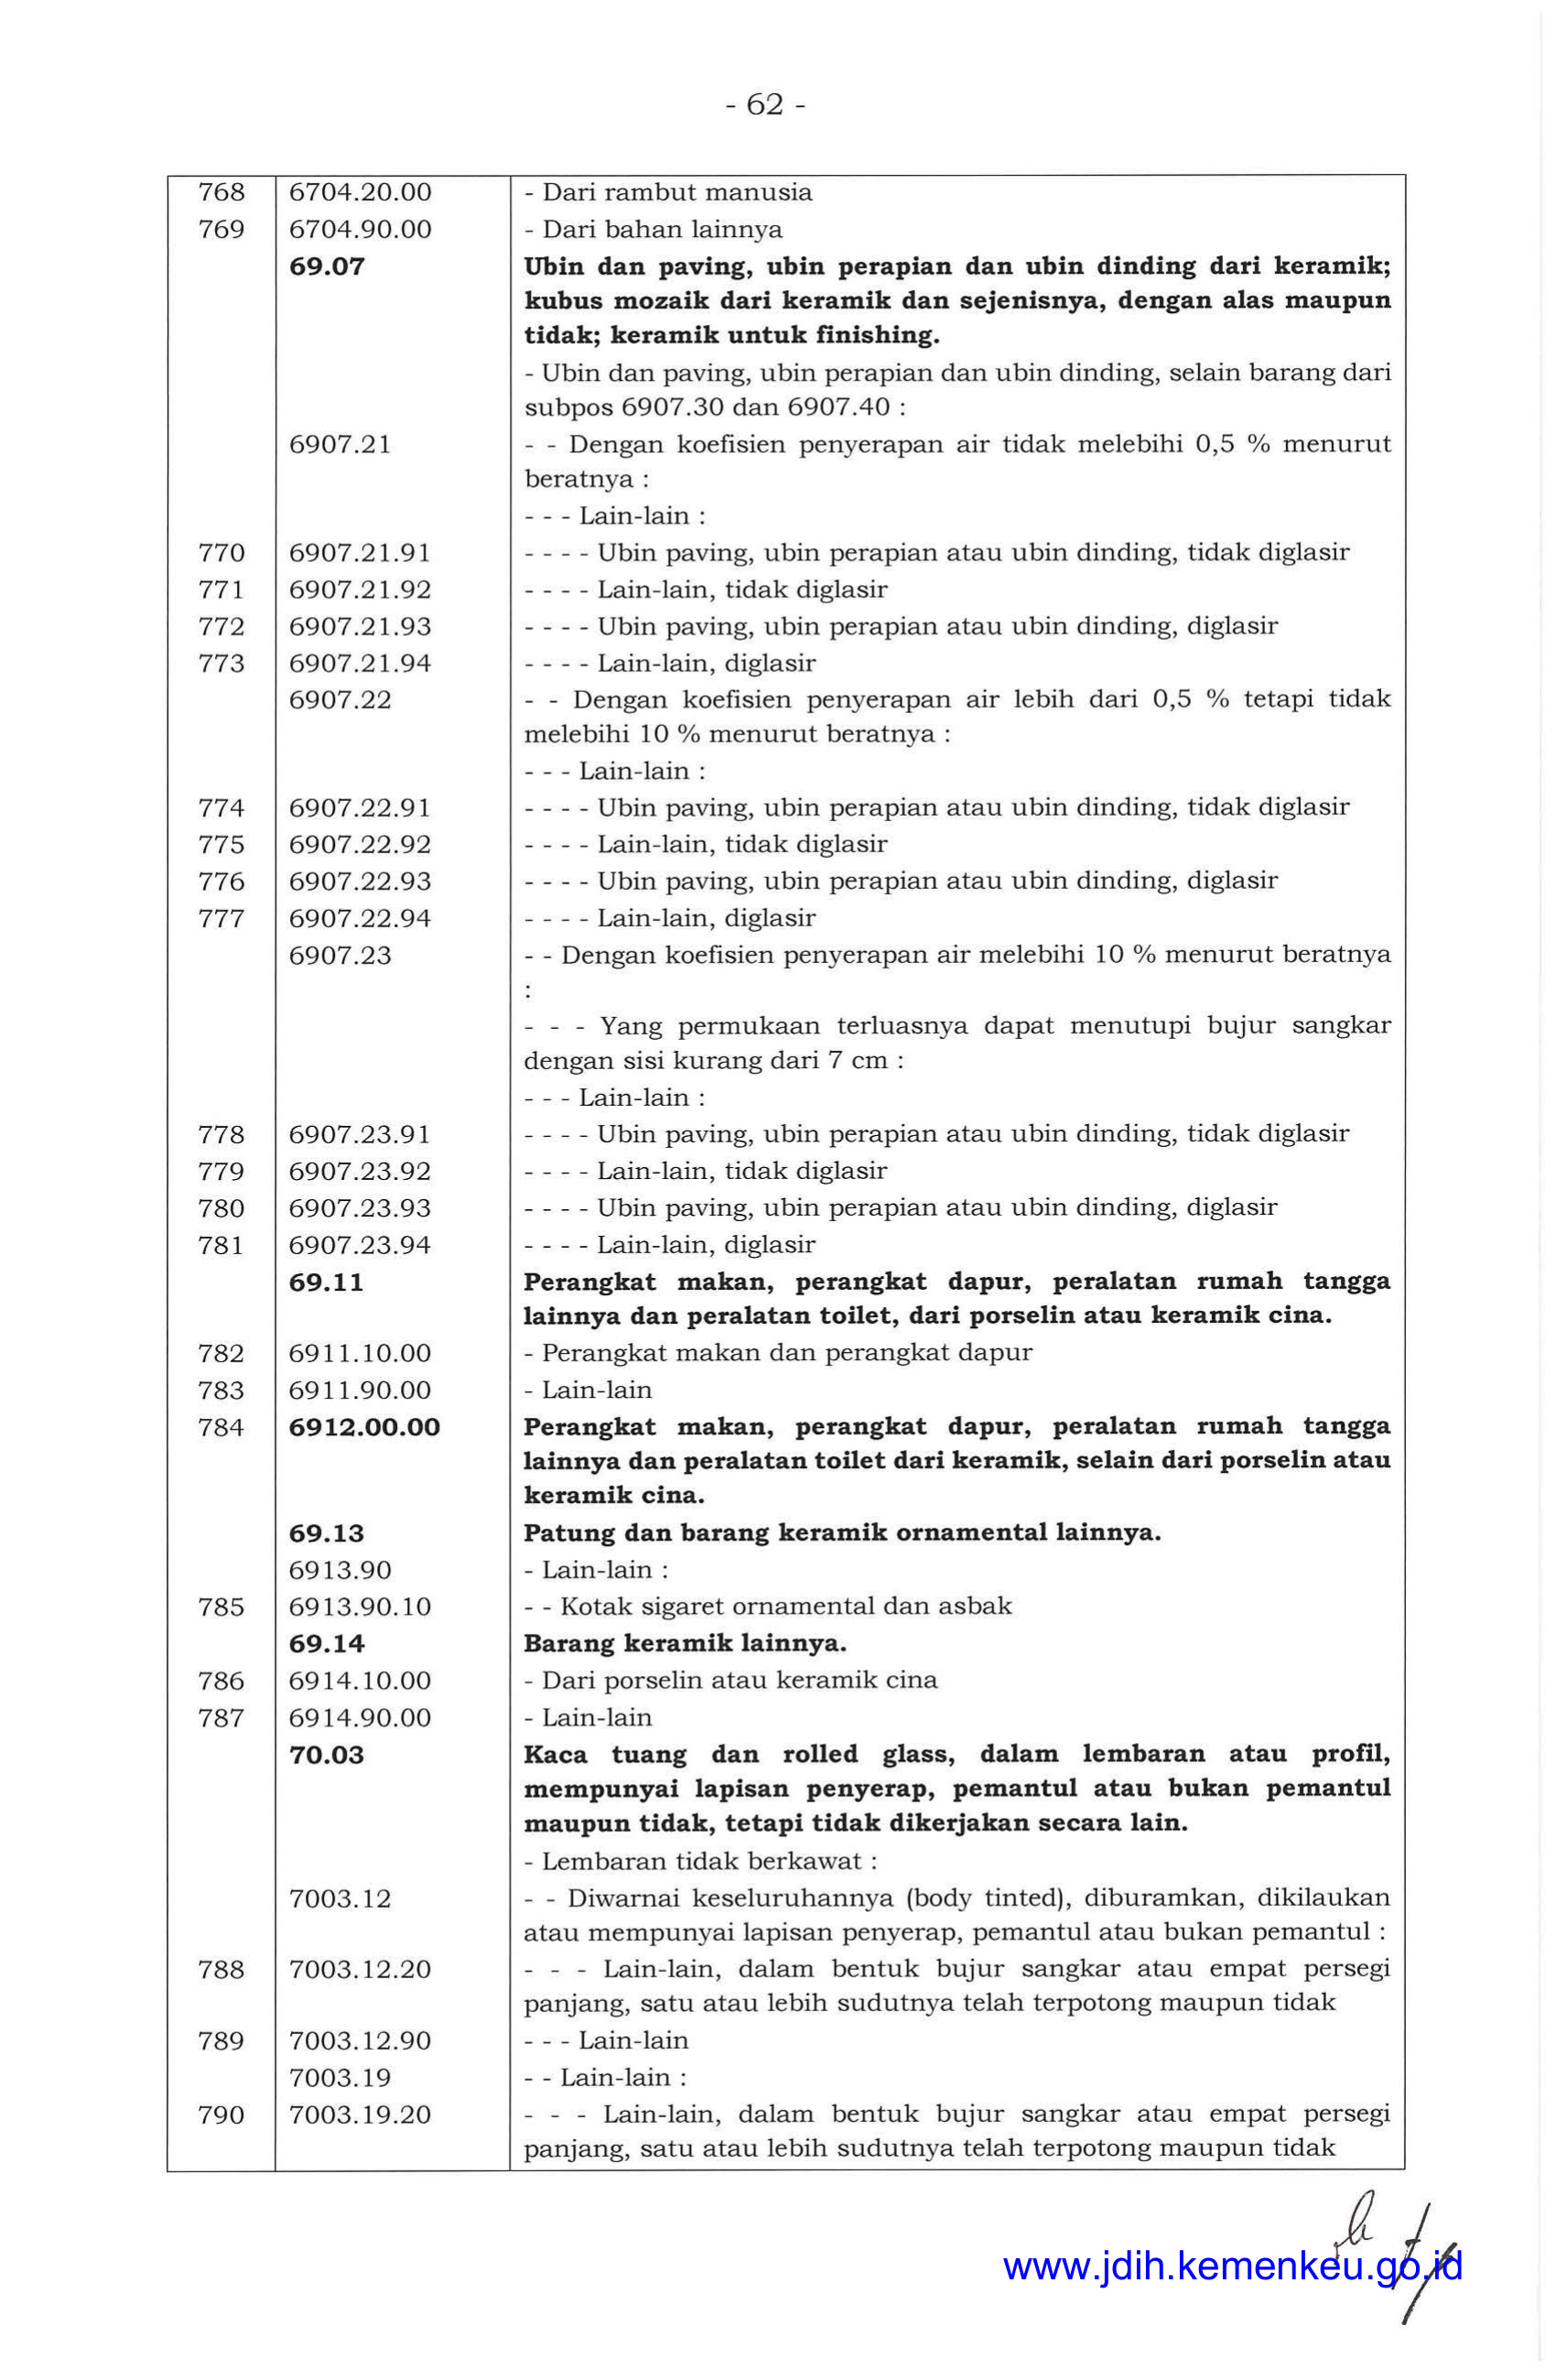 - 62 -
768 6704.20.00 - Dari rambut manusia
769 6704.90.00 - Dari bahan lainnya
69.07 Ubin dan paving, ubin perapian dan ubin dinding dari keramik;
kubus mozaik dari keramik dan sejenisnya, dengan alas maupun
tidak; keramik untuk finishing.
- Ubin dan paving, ubin perapian dan ubin dinding, selain barang dari
subpos 6907.30 dan 6907.40 :
6907.21 - - Dengan koefisien penyerapan air tidak melebihi 0,5 % menurut
beratnya :
- - - Lain-lain :
770 6907.21.91 - - - - Ubin paving, ubin perapian atau ubin dinding, tidak diglasir
771 6907.21.92 - - - - Lain-lain, tidak diglasir
772 6907.21.93 - - - - Ubin paving, ubin perapian atau ubin dinding, diglasir
773 6907.21.94 - - - - Lain-lain, diglasir
6907.22 - - Dengan koefisien penyerapan air lebih dari 0,5 % tetapi tidak
melebihi 10 % menurut beratnya :
- - - Lain-lain :
774 6907.22.91 - - - - Ubin paving, ubin perapian atau ubin dinding, tidak diglasir
775 6907.22.92 - - - - Lain-lain, tidak diglasir
776 6907.22.93 - - - - Ubin paving, ubin perapian atau ubin dinding, diglasir
777 6907.22.94 - - - - Lain-lain, diglasir
6907.23 - - Dengan koefisien penyerapan air melebihi 10 % menurut beratnya
:
- - - Yang permukaan terluasnya dapat menutupi bujur sangkar
dengan sisi kurang dari 7 cm :
- - - Lain-lain :
778 6907.23.91 - - - - Ubin paving, ubin perapian atau ubin dinding, tidak diglasir
779 6907.23.92 - - - - Lain-lain, tidak diglasir
780 6907.23.93 - - - - Ubin paving, ubin perapian atau ubin dinding, diglasir
781 6907.23.94 - - - - Lain-lain, diglasir
69.11 Perangkat makan, perangkat dapur, peralatan rumah tangga
lainnya dan peralatan toilet, dari porselin atau keramik cina.
782 6911.10.00 - Perangkat makan dan perangkat dapur
783 6911.90.00 - Lain-lain
784 6912.00.00 Perangkat makan, perangkat dapur, peralatan rumah tangga
lainnya dan peralatan toilet dari keramik, selain dari porselin atau
keramik cina.
69.13 Patung dan barang keramik ornamental lainnya.
6913.90 - Lain-lain :
785 6913.90.10 - - Kotak sigaret ornamental dan asbak
69.14 Barang keramik lainnya.
786 6914.10.00 - Dari porselin atau keramik cina
787 6914.90.00 - Lain-lain
70.03 Kaca tuang dan rolled glass, dalam lembaran atau profil,
mempunyai lapisan penyerap, pemantul atau bukan pemantul
maupun tidak, tetapi tidak dikerjakan secara lain.
- Lembaran tidak berkawat :
7003.12 - - Diwarnai keseluruhannya (body tinted), diburamkan, dikilaukan
atau mempunyai lapisan penyerap, pemantul atau bukan pemantul :
788 7003.12.20 - - - Lain-lain, dalam bentuk bujur sangkar atau empat persegi
panjang, satu atau lebih sudutnya telah terpotong maupun tidak
789 7003.12.90 - - - Lain-lain
7003.19 - - Lain-lain :
790 7003.19.20 - - - Lain-lain, dalam bentuk bujur sangkar atau empat persegi
panjang, satu atau lebih sudutnya telah terpotong maupun tidak
www.jdih.kemenkeu.go.id